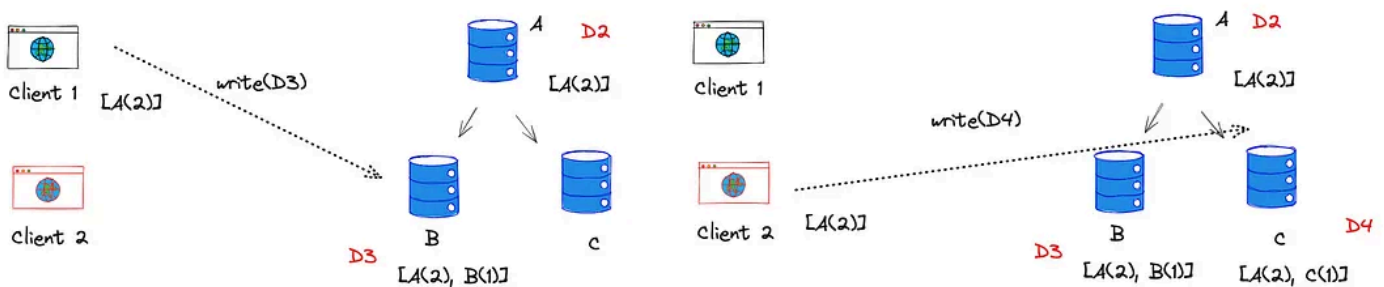 A
D2
Client 1
[A(2)]
write(D3)
[A(2)]
Client 2
B
C
D3
[A(2), B(1)]
A
D2
Client 1
[A(2)]
write(D4)
Client 2
[A(2)]
B
C
D3
D4
[A(2), B(1)]
[A(2), C(1)]